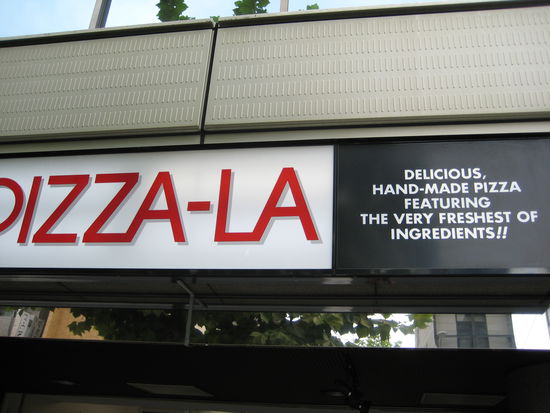 PIZZA-LA
DELICIOUS,
HAND-MADE PIZZA
FEATURING
THE VERY FRESHEST OF
INGREDIENTS!!